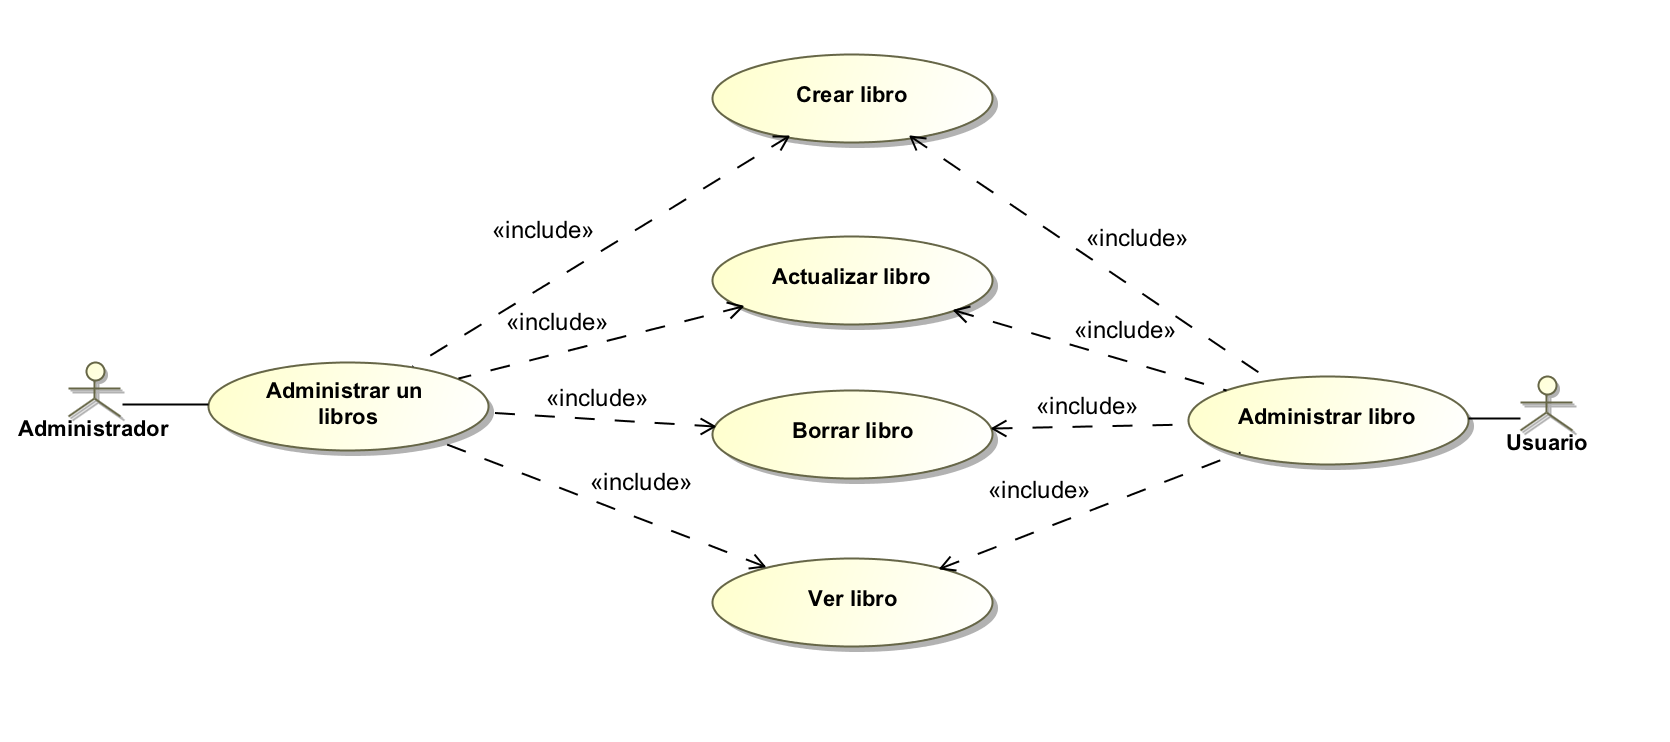 Crear libro
«include»
«include»
Actualizar libro
«include»
«include»
Administrar un
libros
«include»
«include»
Administrar libro
Administrador
Borrar libro
Usuario
«include»
«include»
Ver libro